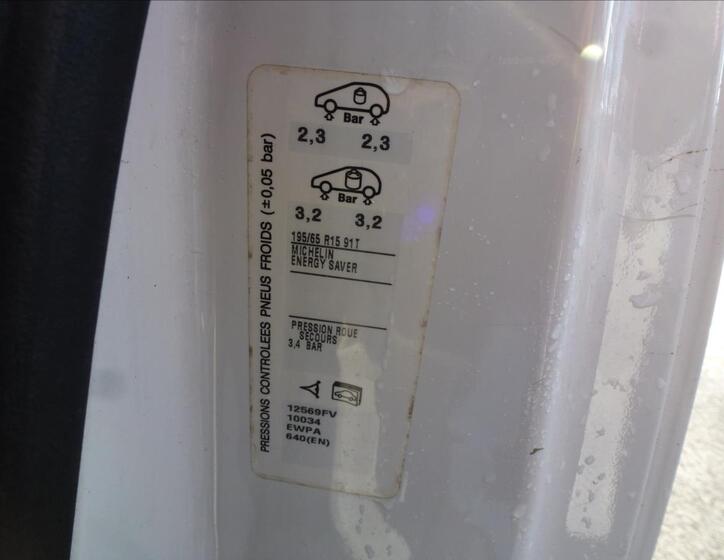 PRESSIONS CONTROLEES PNEUS FROIDS (±0,05 bar)
Bar
2,3 2,3
Bar
3,2 3,2
195/65 R15 91T
MICHELIN
ENERGY SAVER
PRESSION ROUE
SECOURS
3,4 BAR
12569FV
10034
EWPA
640(EN)